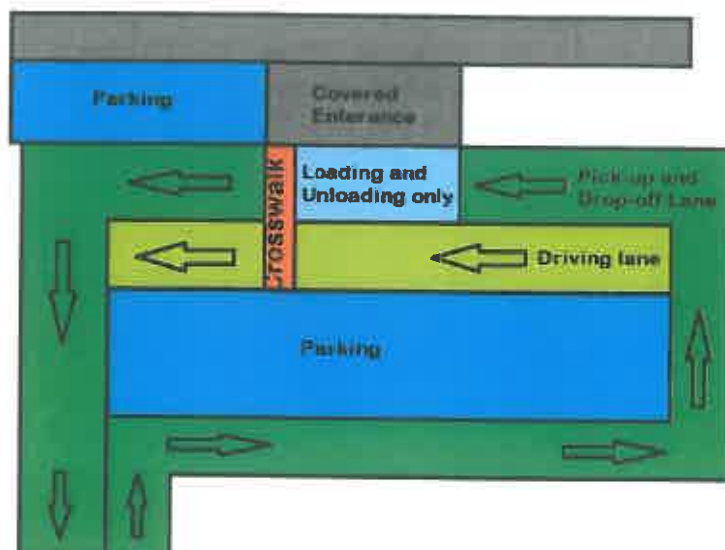 Parking
Covered
Enterance
Crosswalk
Loading and
Unloading only
Pick-up and
Drop-off Lane
Driving lane
Parking